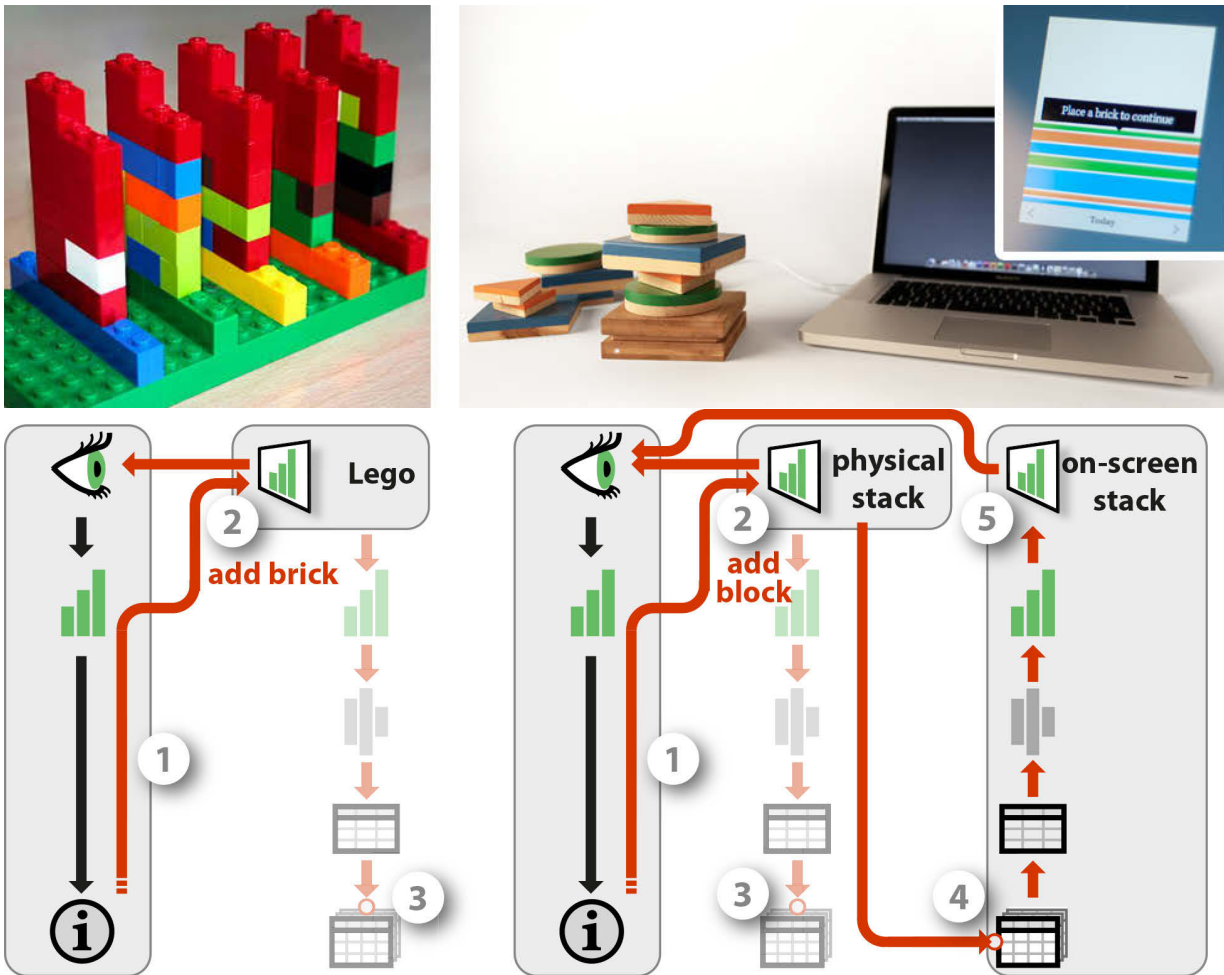 Place a brick to continue
Today
Lego
2
add brick
1
3
i
physical
stack
2
add
block
1
3
i
on-screen
stack
5
4